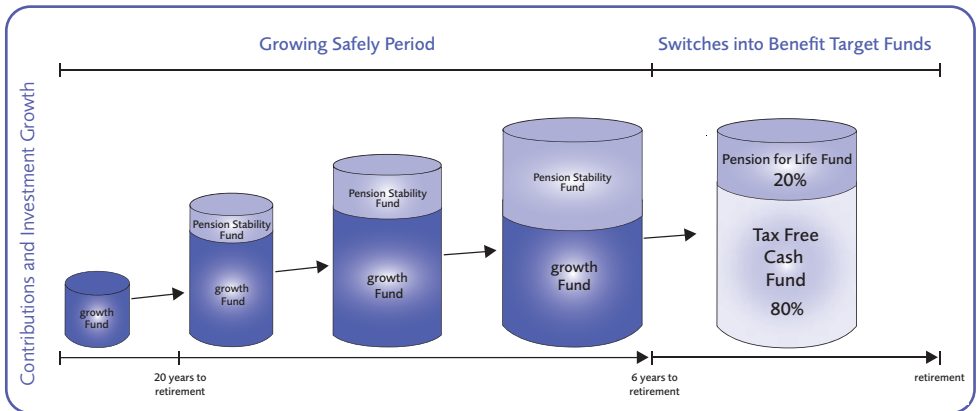 Growing Safely Period
Switches into Benefit Target Funds
Contributions and Investment Growth
growth
Fund
Pension Stability
Fund
growth
Fund
Pension Stability
Fund
growth
Fund
Pension Stability
Fund
growth
Fund
Pension for Life Fund
20%
Tax Free
Cash
Fund
80%
20 years to
retirement
6 years to
retirement
retirement